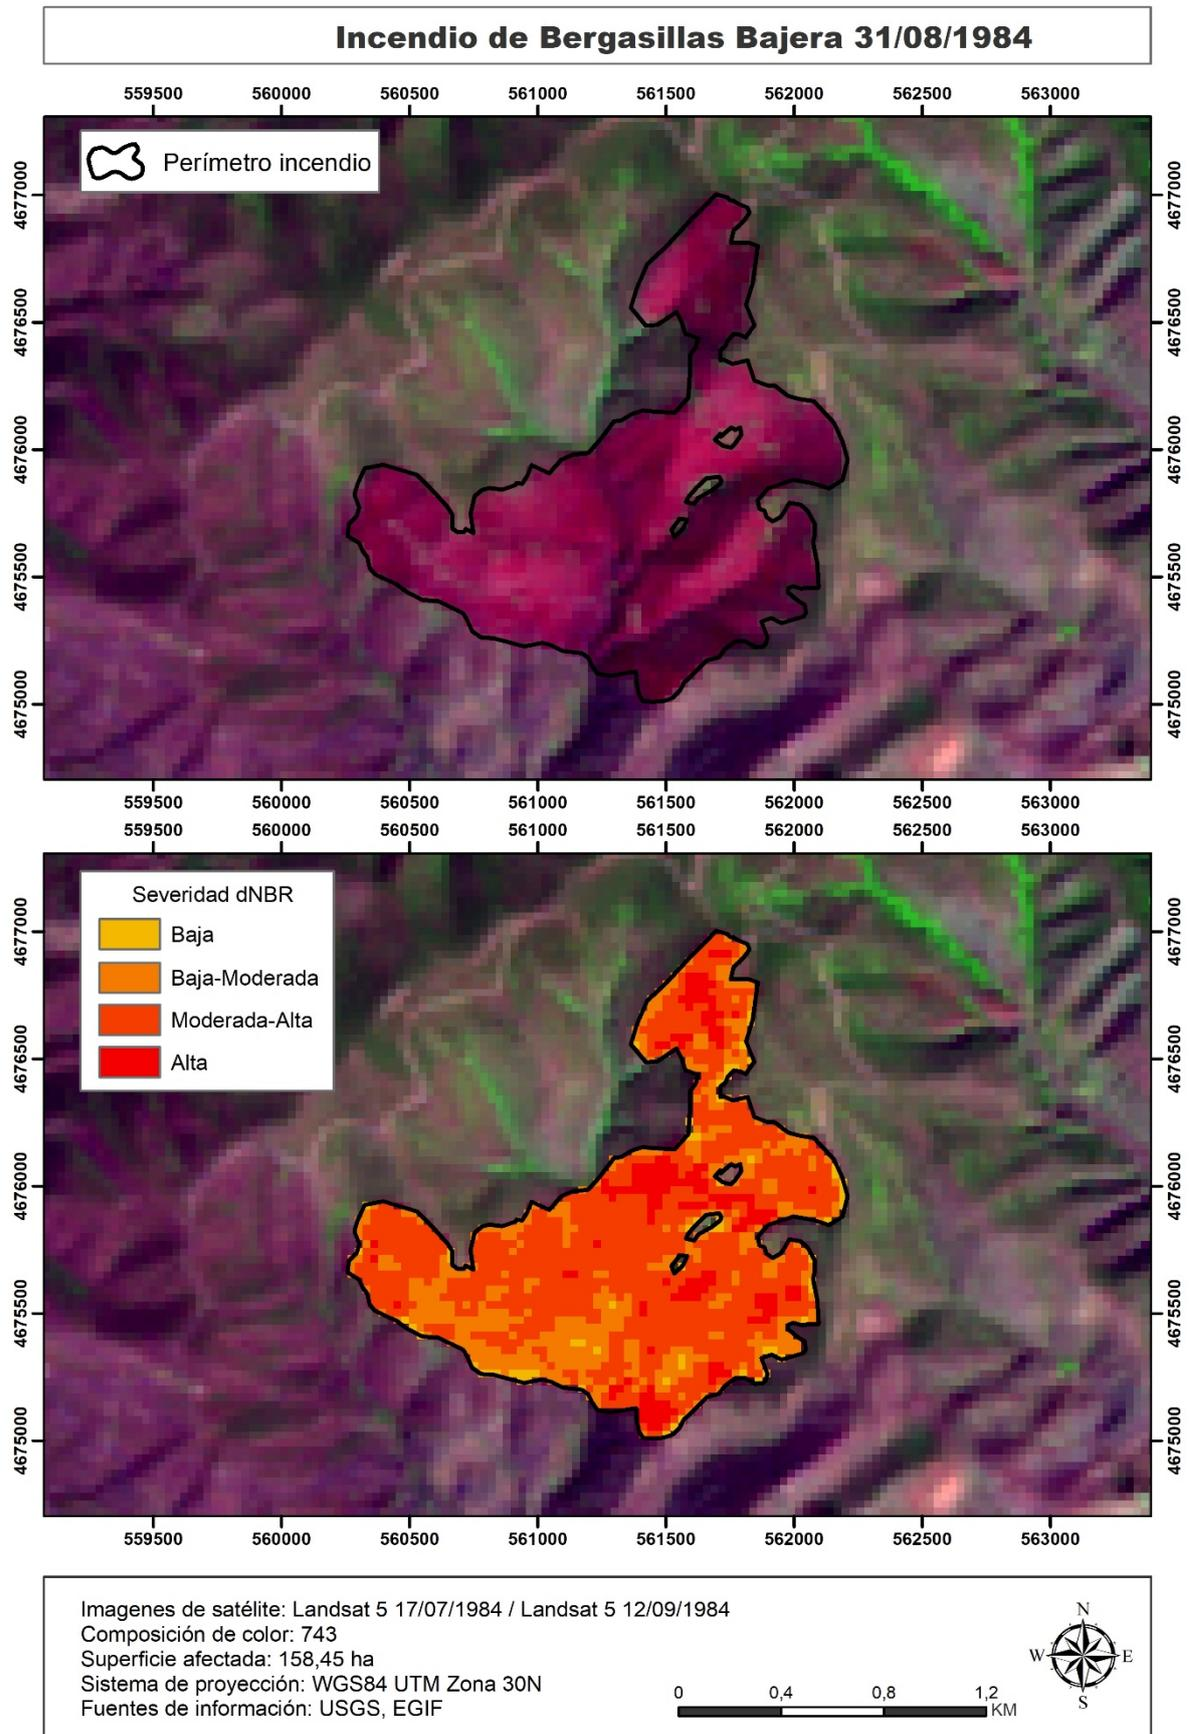 Incendio de Bergasillas Bajera 31/08/1984
559500 560000 560500 561000 561500 562000 562500 563000
Perímetro incendio
4677000 4677000
4676500 4676500
4676000 4676000
4675500 4675500
4675000 4675000
559500 560000 560500 561000 561500 562000 562500 563000
559500 560000 560500 561000 561500 562000 562500 563000
Severidad dNBR
Baja
Baja-Moderada
Moderada-Alta
Alta
4677000 4677000
4676500 4676500
4676000 4676000
4675500 4675500
4675000 4675000
559500 560000 560500 561000 561500 562000 562500 563000
Imagenes de satélite: Landsat 5 17/07/1984 / Landsat 5 12/09/1984
Composición de color: 743
Superficie afectada: 158,45 ha
Sistema de proyección: WGS84 UTM Zona 30N
Fuentes de información: USGS, EGIF
N
W E
S
0 0,4 0,8 1,2
KM